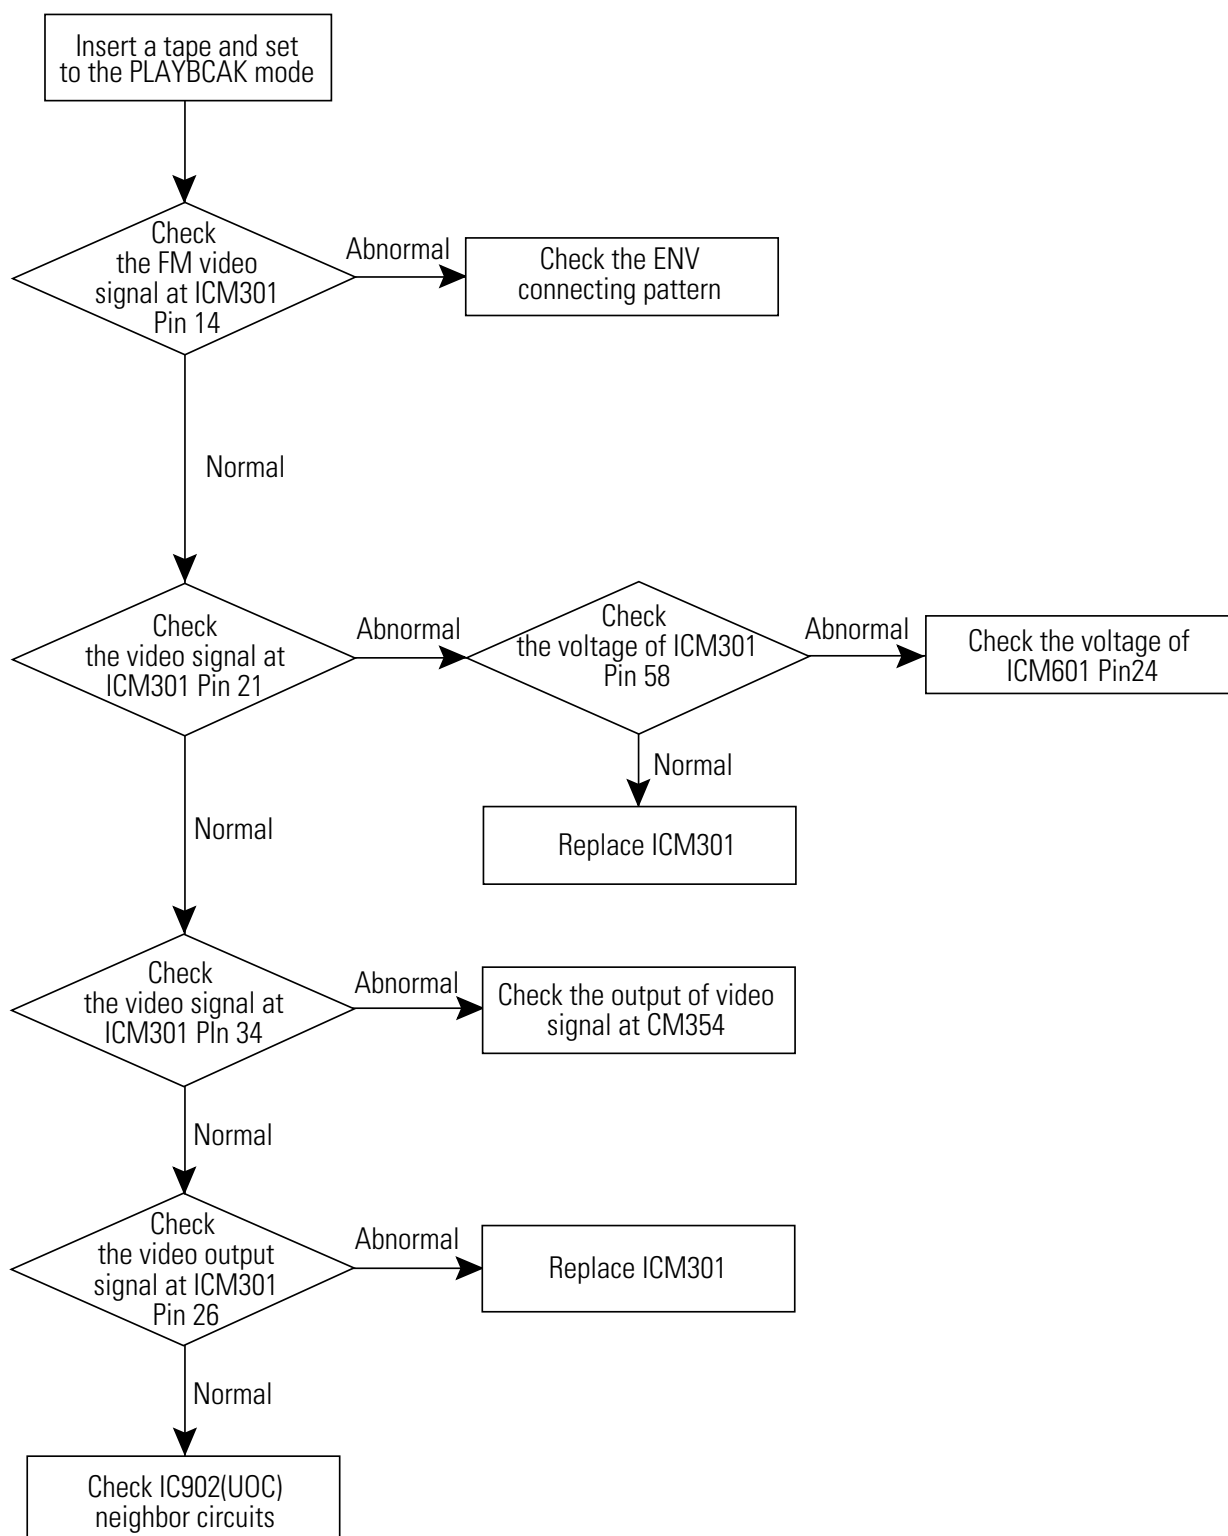 Insert a tape and set
to the PLAYBCAK mode
Check
the FM video
signal at ICM301
Pin 14
Abnormal
Check the ENV
connecting pattern
Normal
Check
the video signal at
ICM301 Pin 21
Abnormal
Check
the voltage of ICM301
Pin 58
Abnormal
Check the voltage of
ICM601 Pin24
Normal
Replace ICM301
Normal
Check
the video signal at
ICM301 PIn 34
Abnormal
Check the output of video
signal at CM354
Normal
Check
the video output
signal at ICM301
Pin 26
Abnormal
Replace ICM301
Normal
Check IC902(UOC)
neighbor circuits